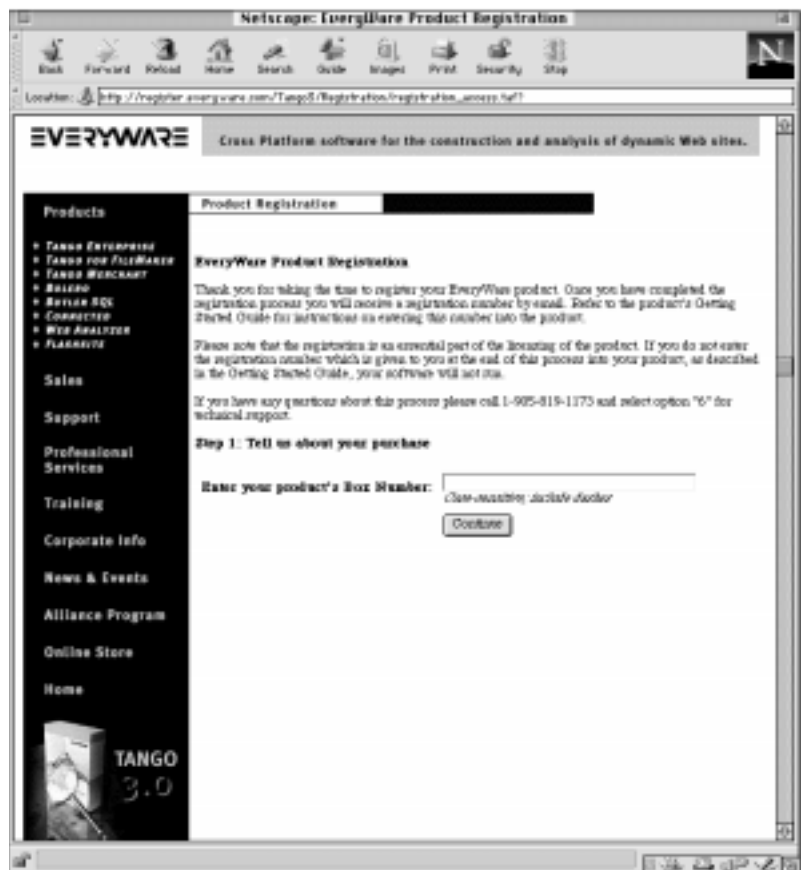 Netscape: EveryWare Product Registration
Back Forward Reload Home Search Guide Images Print Security Stop
Location: http://register.everyware.com/Tango3/Registration/registration_access.taf?
EVERYWARE
Cross Platform software for the construction and analysis of dynamic Web sites.
Products
TANGO ENTERPRISE
TANGO FOR FILEMAKER
TANGO MERCHANT
BOLERO
BUTLER SQL
CONNECTED
WEB ANALYZER
FLASHSITE
Sales
Support
Professional
Services
Training
Corporate Info
News & Events
Alliance Program
Online Store
Home
TANGO
3.0
Product Registration
EveryWare Product Registration
Thank you for taking the time to register your EveryWare product. Once you have completed the
registration process you will receive a registration number by email. Refer to the product's Getting
Started Guide for instructions on entering this number into the product.
Please note that the registration is an essential part of the licensing of the product. If you do not enter
the registration number which is given to you at the end of this process into your product, as described
in the Getting Started Guide, your software will not run.
If you have any questions about this process please call 1-905-819-1173 and select option "6" for
technical support.
Step 1: Tell us about your purchase
Enter your product's Box Number:
Case-sensitive, include dashes
Continue